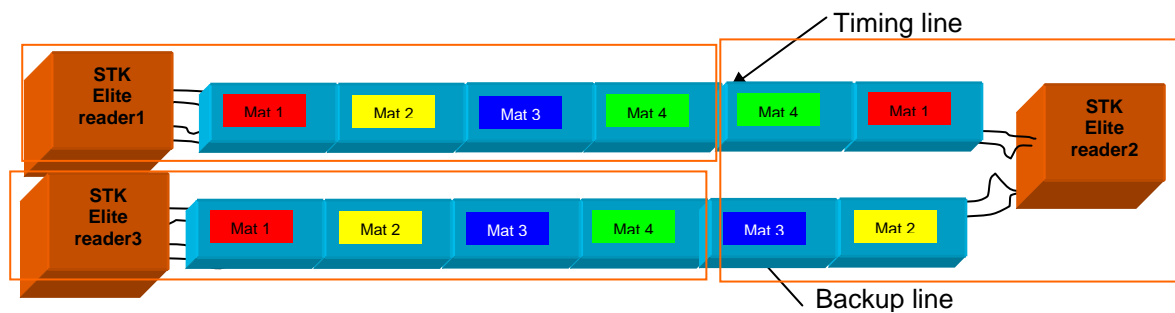 Timing line
STK
Elite
reader1
Mat 1
Mat 2
Mat 3
Mat 4
Mat 4
Mat 1
STK
Elite
reader2
STK
Elite
reader3
Mat 1
Mat 2
Mat 3
Mat 4
Mat 3
Mat 2
Backup line